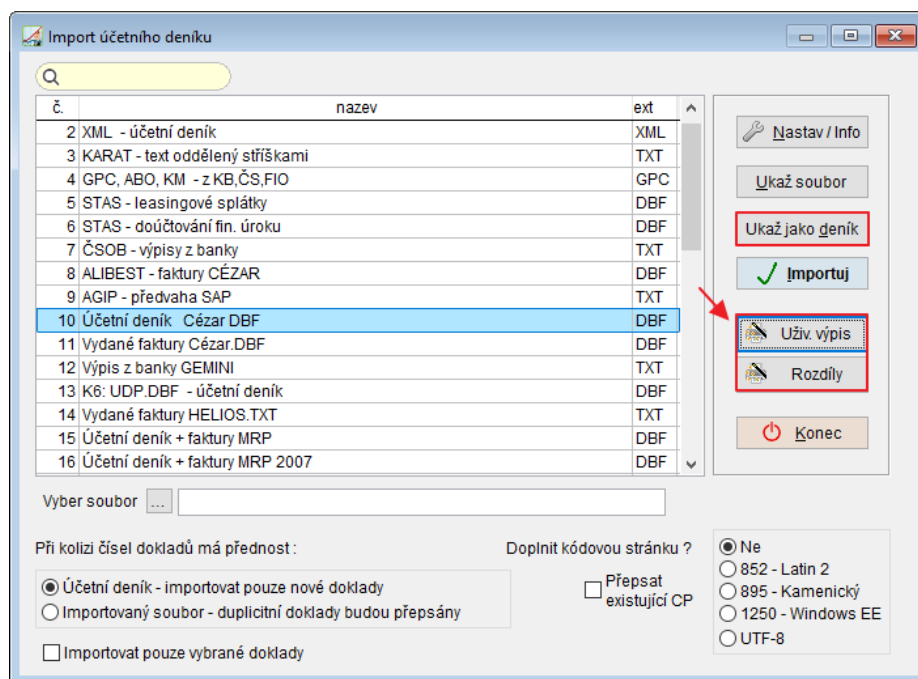 Import účetního deníku
č. nazev ext
2 XML - účetní deník XML
3 KARAT - text oddělený stříškami TXT
4 GPC, ABO, KM - z KB,ČS,FIO GPC
5 STAS - leasingové splátky DBF
6 STAS - doúčtování fin. úroku DBF
7 ČSOB - výpisy z banky TXT
8 ALIBEST - faktury CÉZAR DBF
9 AGIP - předvaha SAP TXT
10 Účetní deník Cézar DBF DBF
11 Vydané faktury Cézar.DBF DBF
12 Výpis z banky GEMINI TXT
13 K6: UDP.DBF - účetní deník DBF
14 Vydané faktury HELIOS.TXT TXT
15 Účetní deník + faktury MRP DBF
16 Účetní deník + faktury MRP 2007 DBF
Nastav / Info
Ukaž soubor
Ukaž jako deník
Importuj
Uživ. výpis
Rozdíly
Konec
Vyber soubor ...
Při kolizi čísel dokladů má přednost :
Účetní deník - importovat pouze nové doklady
Importovaný soubor - duplicitní doklady budou přepsány
Importovat pouze vybrané doklady
Doplnit kódovou stránku ?
Přepsat
existující CP
Ne
852 - Latin 2
895 - Kamenický
1250 - Windows EE
UTF-8